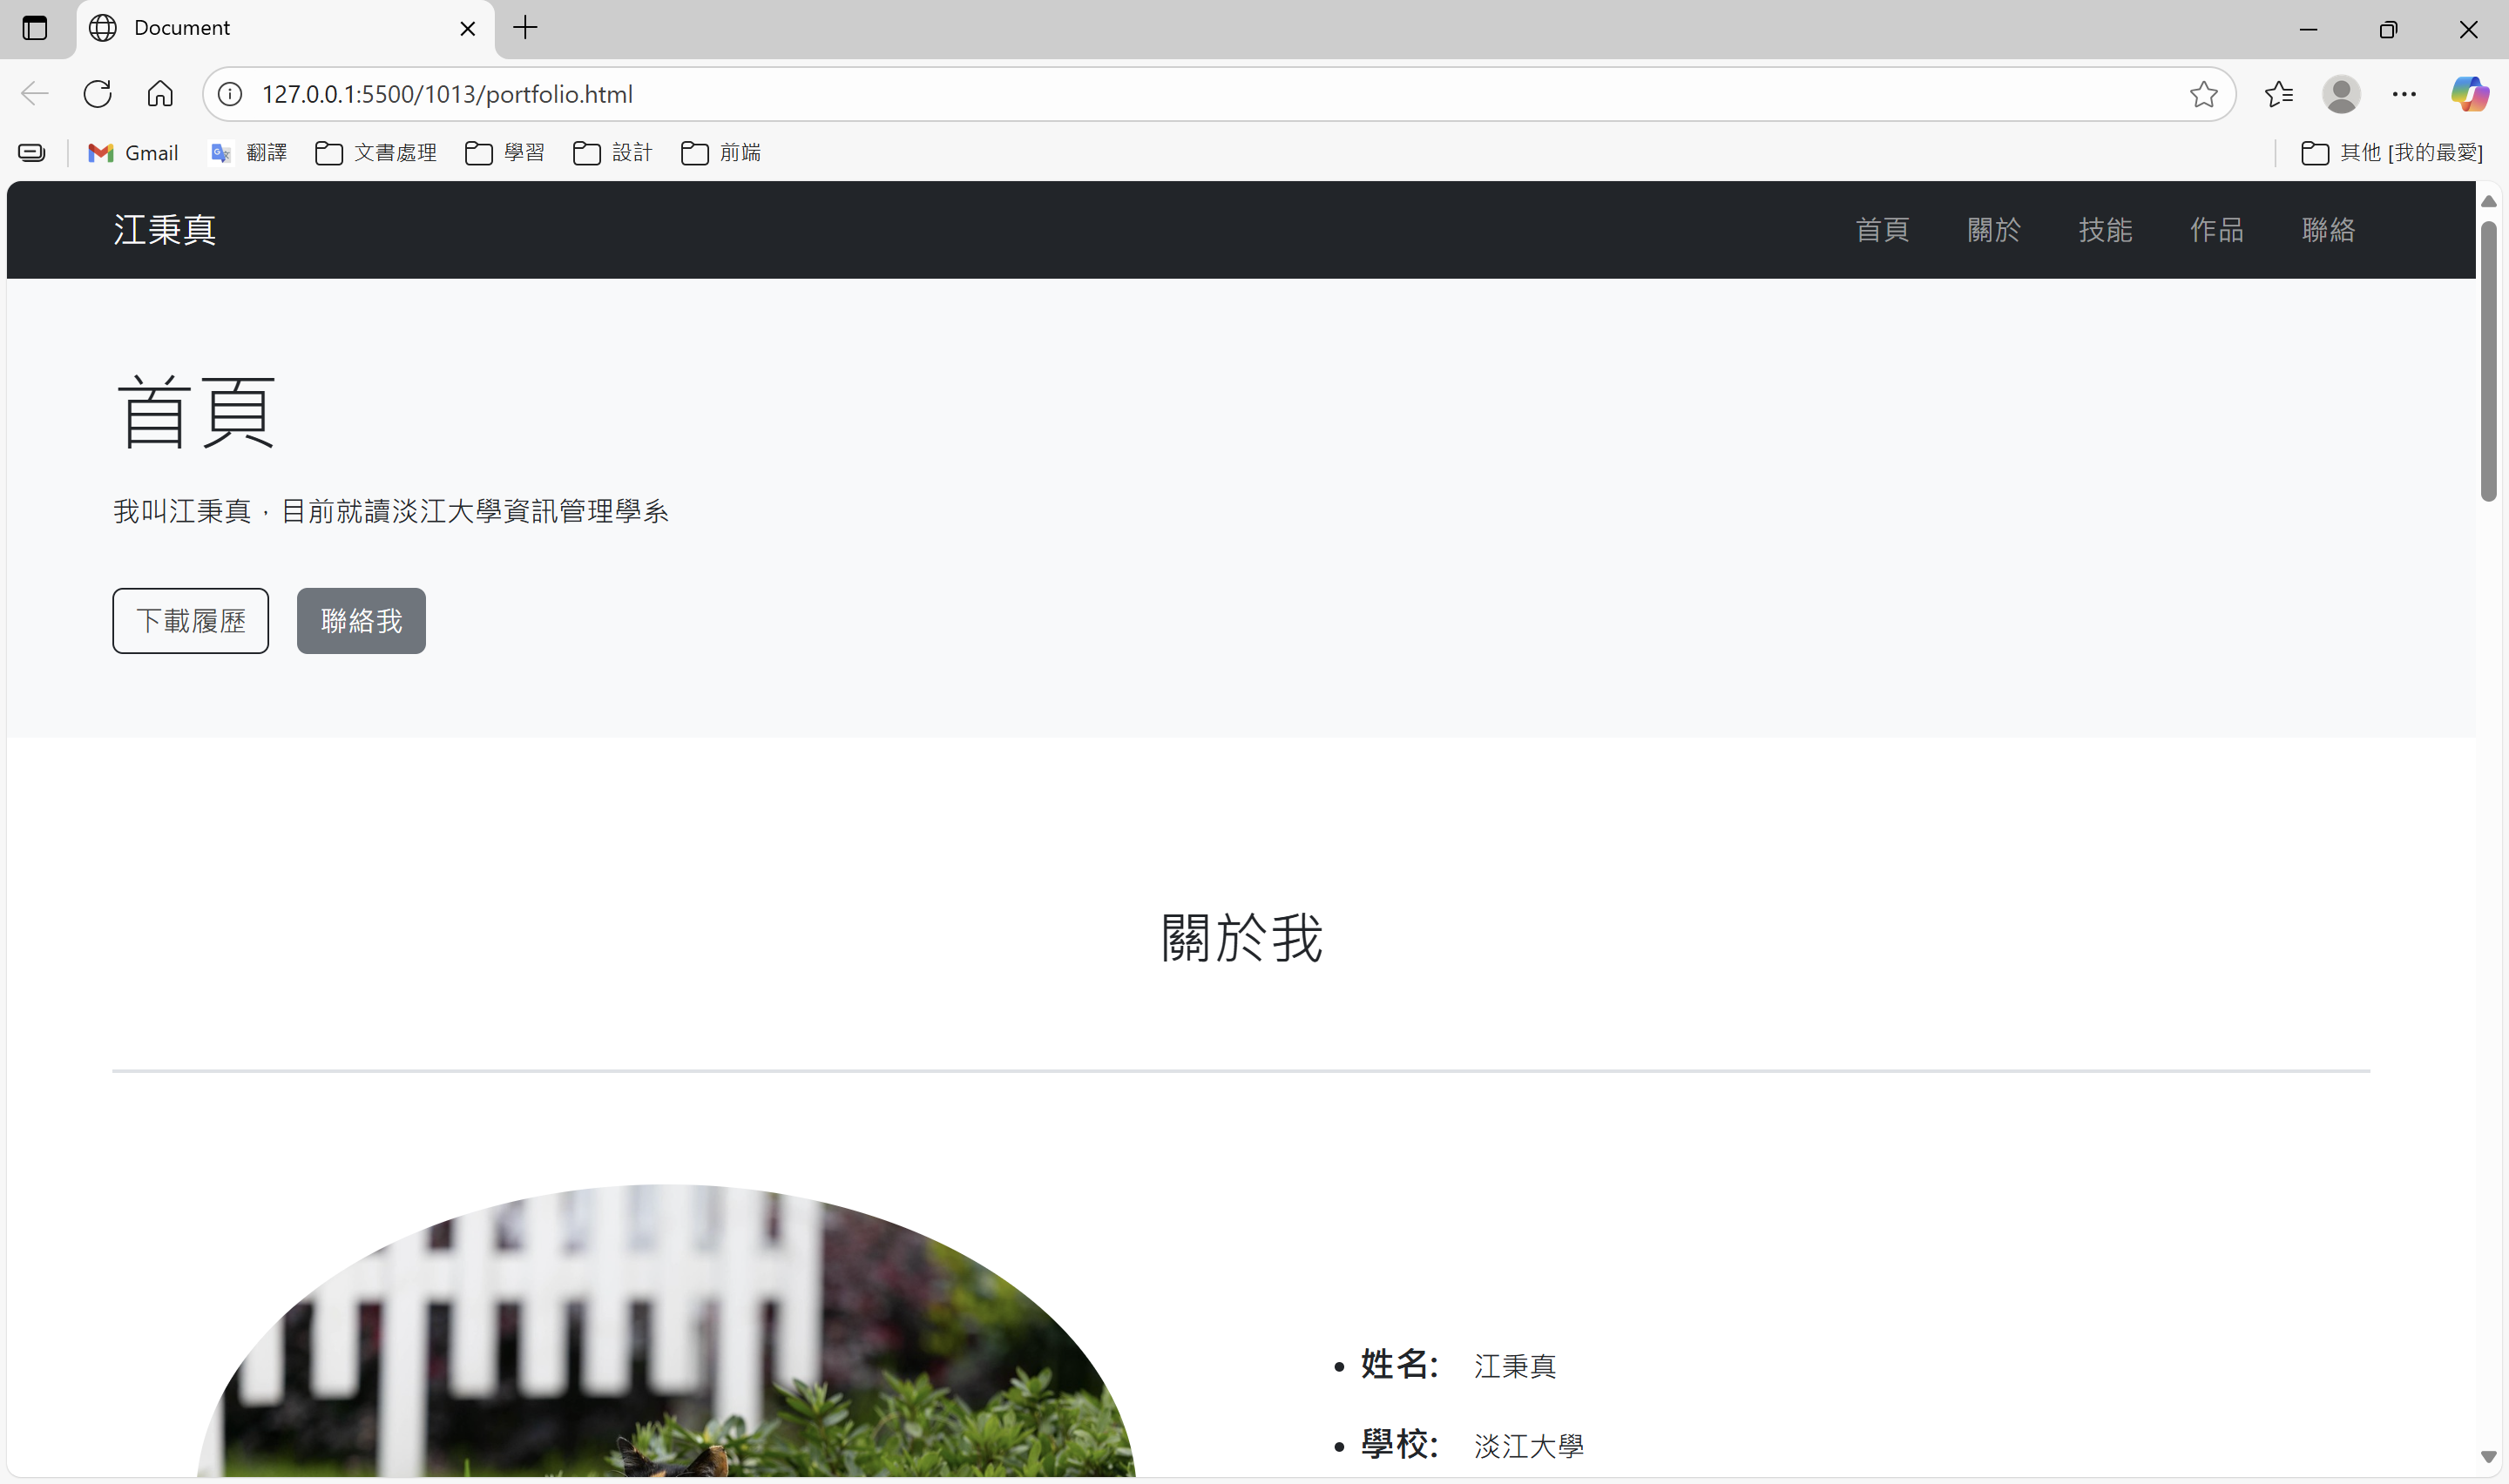 Document
127.0.0.1:5500/1013/portfolio.html
Gmail 翻譯 文書處理 學習 設計 前端 其他 [我的最愛]
江秉真 首頁 關於 技能 作品 聯絡
首頁
我叫江秉真，目前就讀淡江大學資訊管理學系
下載履歷 聯絡我
關於我
姓名: 江秉真
學校: 淡江大學